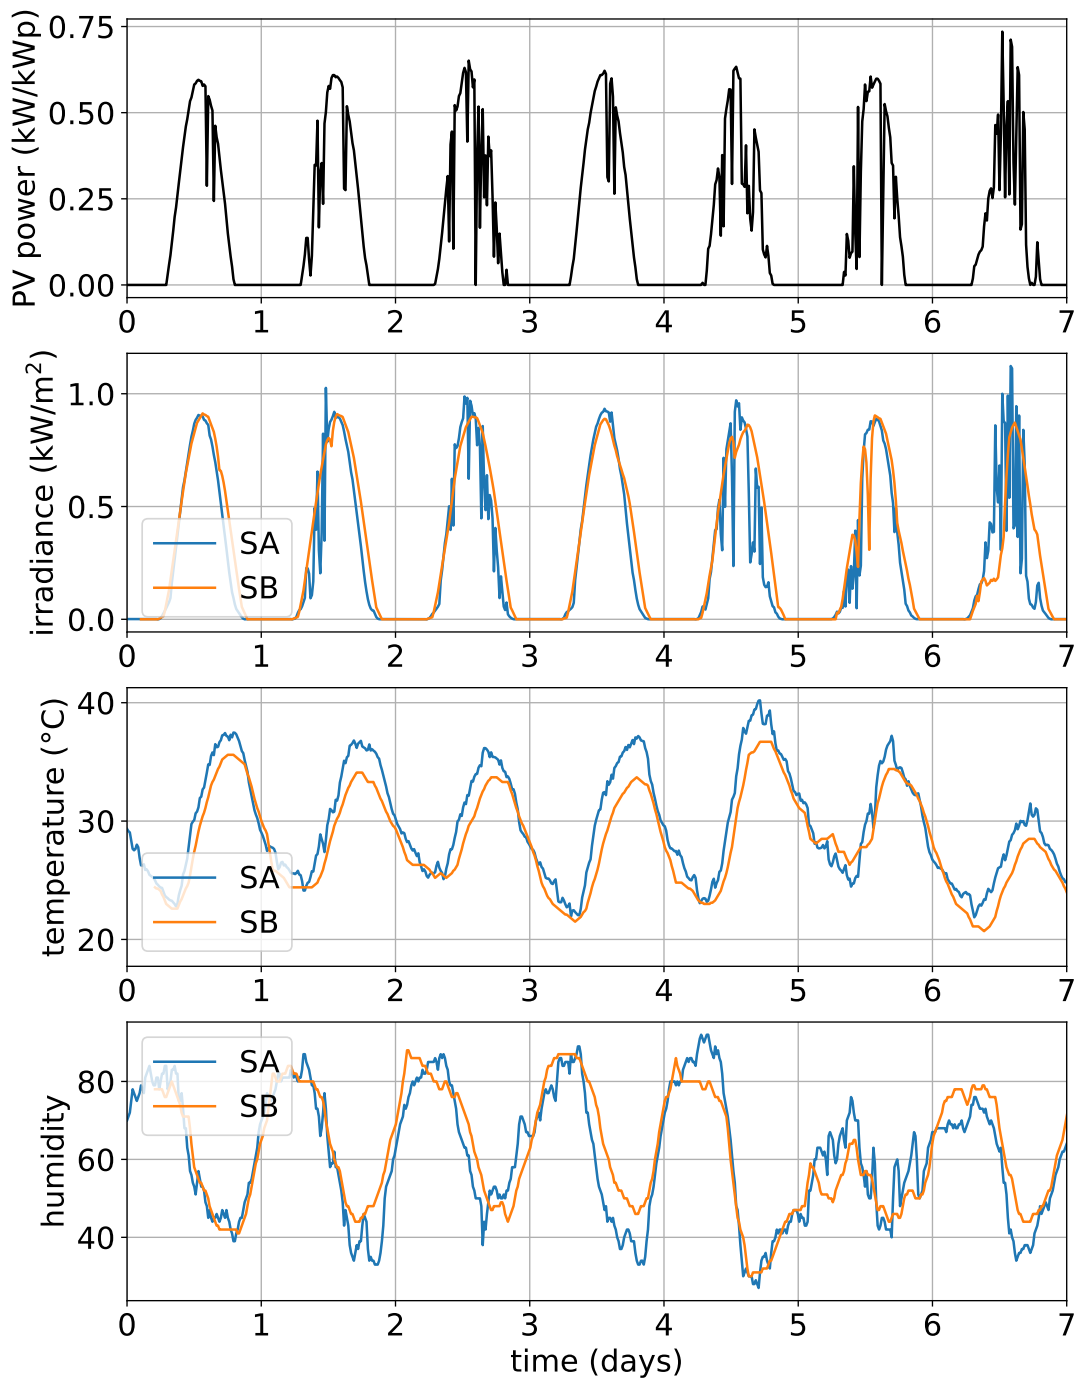 PV power (kW/kWp)
0.75
0.50
0.25
0.00
0 1 2 3 4 5 6 7
irradiance (kW/m²)
1.0
0.5
0.0
SA
SB
0 1 2 3 4 5 6 7
temperature (°C)
40
30
20
SA
SB
0 1 2 3 4 5 6 7
humidity
80
60
40
SA
SB
0 1 2 3 4 5 6 7
time (days)